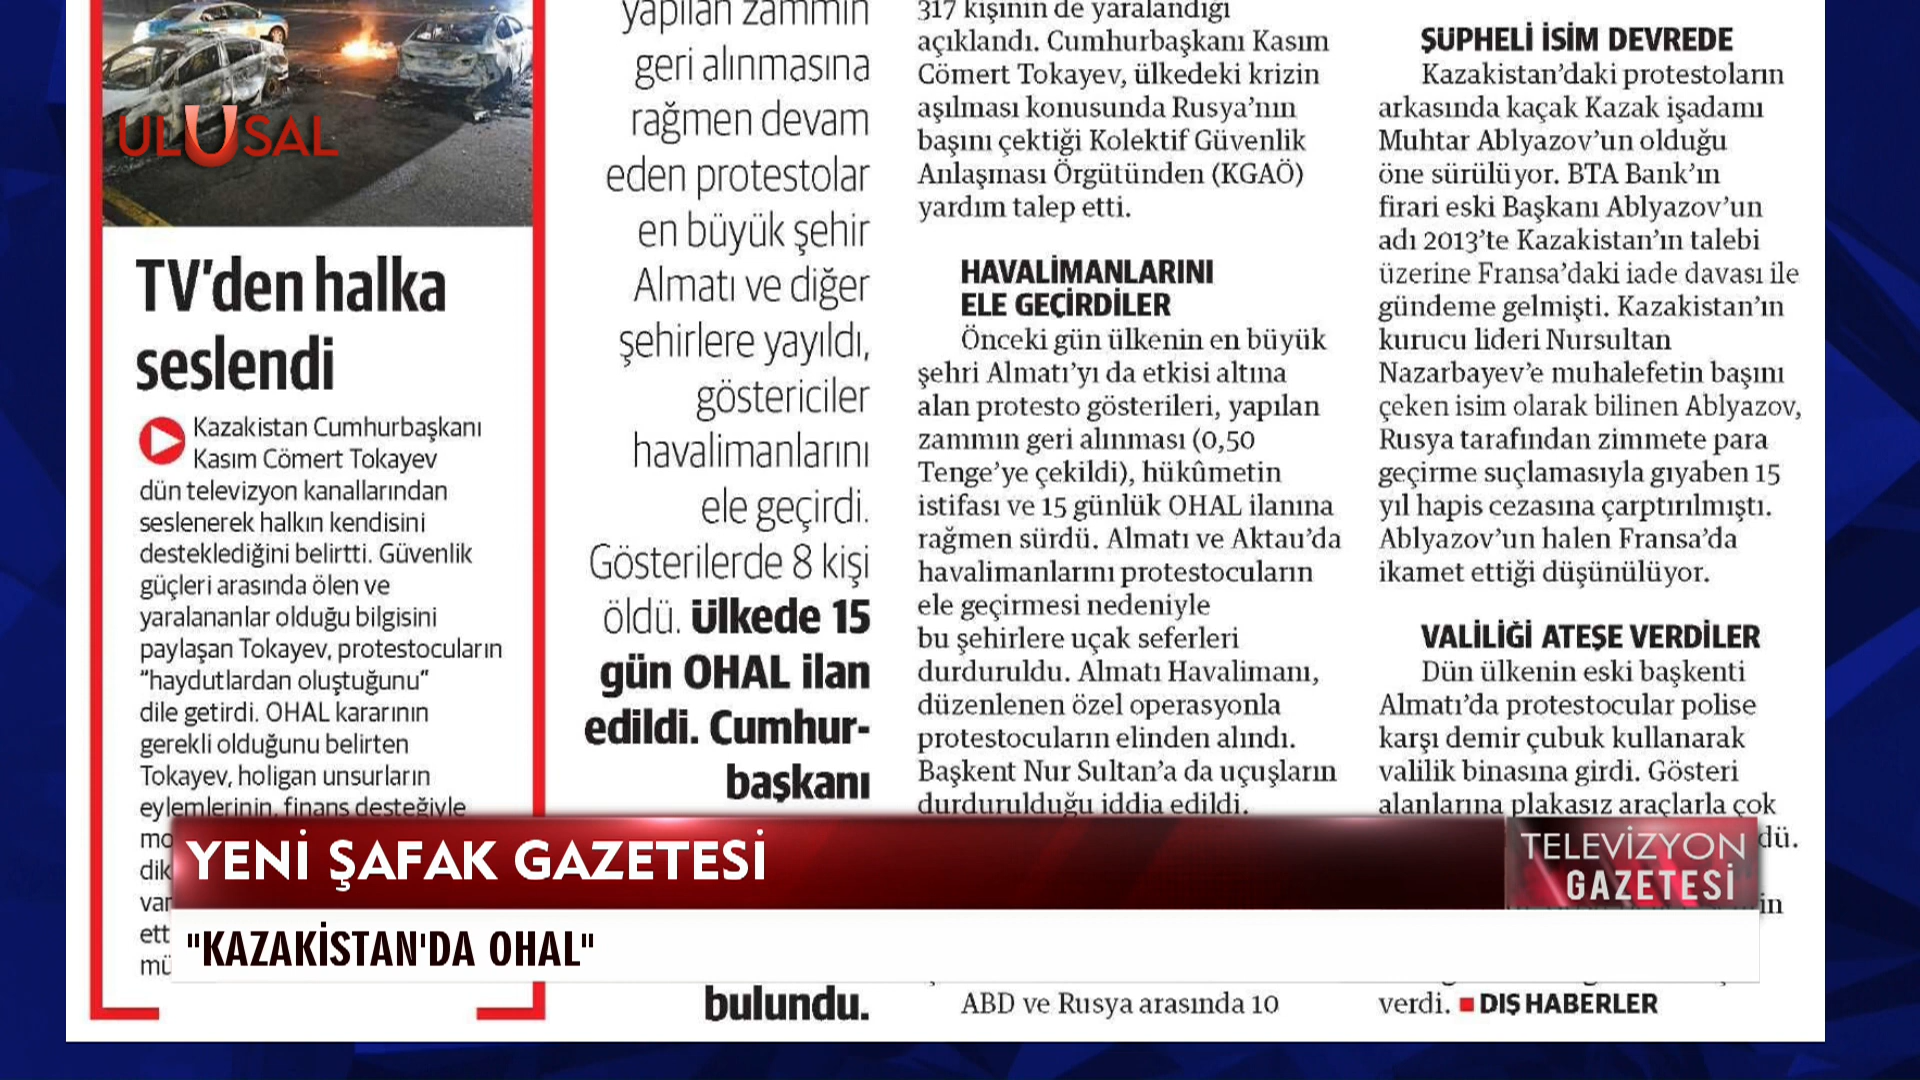 ULUSAL
TV'den halka
seslendi
Kazakistan Cumhurbaşkanı
Kasım Cömert Tokayev
dün televizyon kanallarından
seslenerek halkın kendisini
desteklediğini belirtti. Güvenlik
güçleri arasında ölen ve
yaralananlar olduğu bilgisini
paylaşan Tokayev, protestocuların
“haydutlardan oluştuğunu”
dile getirdi. OHAL kararının
gerekli olduğunu belirten
Tokayev, holigan unsurların
eylemlerinin, finans desteğiyle
yapılan zammın
geri alınmasına
rağmen devam
eden protestolar
en büyük şehir
Almatı ve diğer
şehirlere yayıldı,
göstericiler
havalimanlarını
ele geçirdi.
Gösterilerde 8 kişi
öldü. Ülkede 15
gün OHAL ilan
edildi. Cumhur-
başkanı
bulundu.
317 kişinin de yaralandığı
açıklandı. Cumhurbaşkanı Kasım
Cömert Tokayev, ülkedeki krizin
aşılması konusunda Rusya’nın
başını çektiği Kolektif Güvenlik
Anlaşması Örgütünden (KGAÖ)
yardım talep etti.
HAVALİMANLARINI
ELE GEÇİRDİLER
Önceki gün ülkenin en büyük
şehri Almatı’yı da etkisi altına
alan protesto gösterileri, yapılan
zammın geri alınması (0,50
Tenge’ye çekildi), hükûmetin
istifası ve 15 günlük OHAL ilanına
rağmen sürdü. Almatı ve Aktau’da
havalimanlarını protestocuların
ele geçirmesi nedeniyle
bu şehirlere uçak seferleri
durduruldu. Almatı Havalimanı,
düzenlenen özel operasyonla
protestocuların elinden alındı.
Başkent Nur Sultan’a da uçuşların
durdurulduğu iddia edildi.
ABD ve Rusya arasında 10
ŞÜPHELİ İSİM DEVREDE
Kazakistan’daki protestoların
arkasında kaçak Kazak işadamı
Muhtar Ablyazov’un olduğu
öne sürülüyor. BTA Bank’ın
firari eski Başkanı Ablyazov’un
adı 2013’te Kazakistan’ın talebi
üzerine Fransa’daki iade davası ile
gündeme gelmişti. Kazakistan’ın
kurucu lideri Nursultan
Nazarbayev’e muhalefetin başını
çeken isim olarak bilinen Ablyazov,
Rusya tarafından zimmete para
geçirme suçlamasıyla gıyaben 15
yıl hapis cezasına çarptırılmıştı.
Ablyazov’un halen Fransa’da
ikamet ettiği düşünülüyor.
VALİLİĞİ ATEŞE VERDİLER
Dün ülkenin eski başkenti
Almatı’da protestocular polise
karşı demir çubuk kullanarak
valilik binasına girdi. Gösteri
alanlarına plakasız araçlarla çok
verdi. DIŞ HABERLER
YENİ ŞAFAK GAZETESİ
TELEVİZYON
GAZETESİ
"KAZAKİSTAN'DA OHAL"